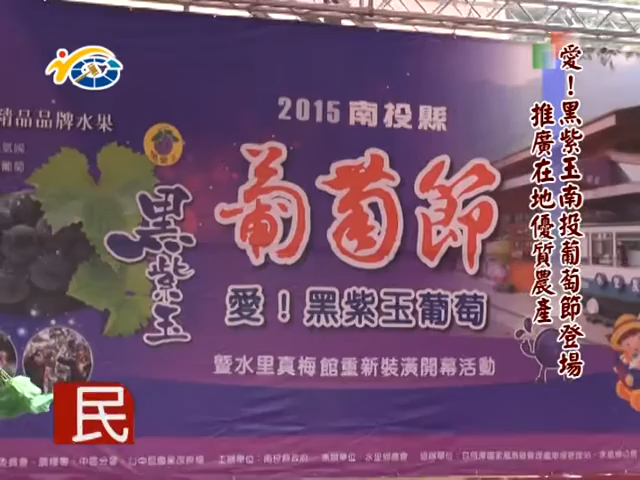 2015南投縣
葡萄節
愛！黑紫玉葡萄
暨水里真梅館重新裝潢開幕活動
精品品牌水果
葡萄
黑紫玉
愛！黑紫玉南投葡萄節登場
推廣在地優質農產
民